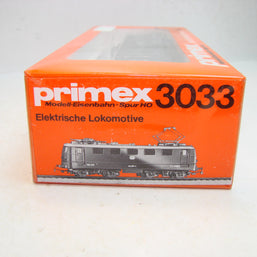 primex 3033
Modell-Eisenbahn · Spur HO
Elektrische Lokomotive